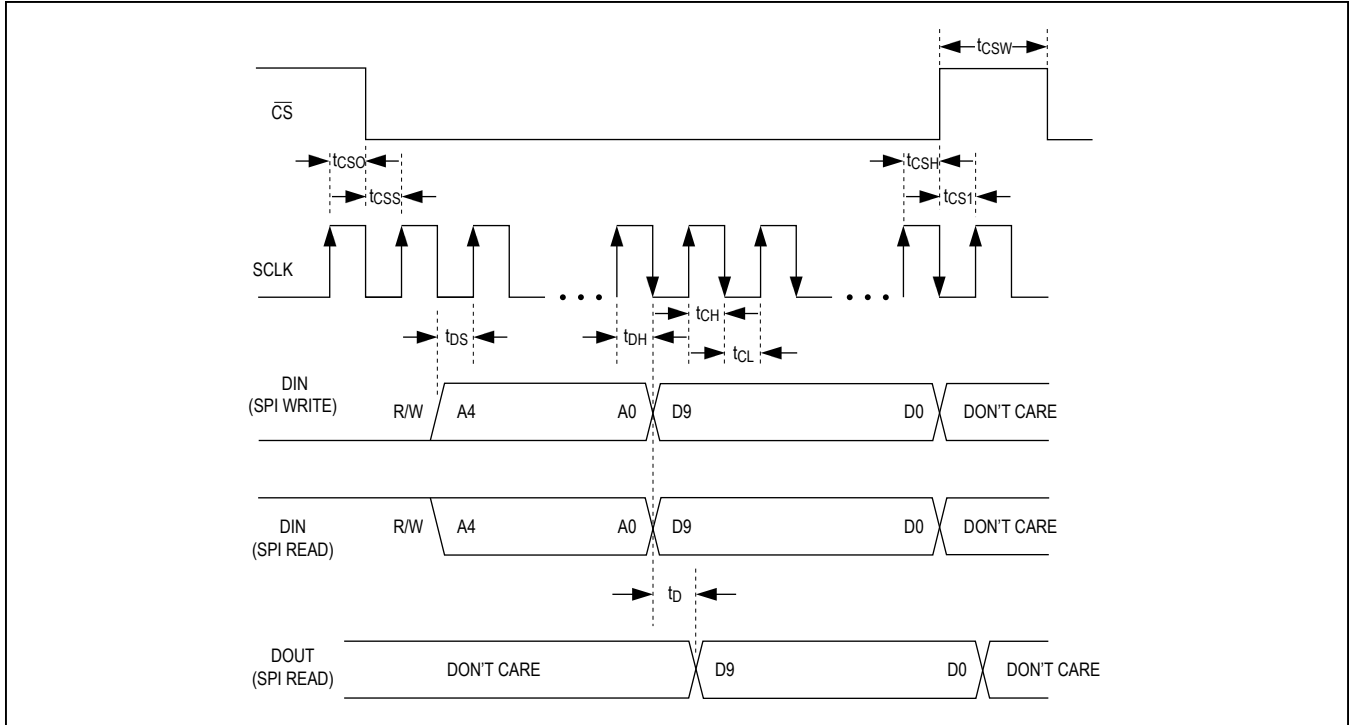 tCSW
CS
tCSO
tCSH
tCSS
tCS1
SCLK
tCH
tDS
tDH
tCL
DIN
(SPI WRITE)
R/W A4 A0 D9 D0 DON'T CARE
DIN
(SPI READ)
R/W A4 A0 D9 D0 DON'T CARE
tD
DOUT
(SPI READ)
DON'T CARE D9 D0 DON'T CARE